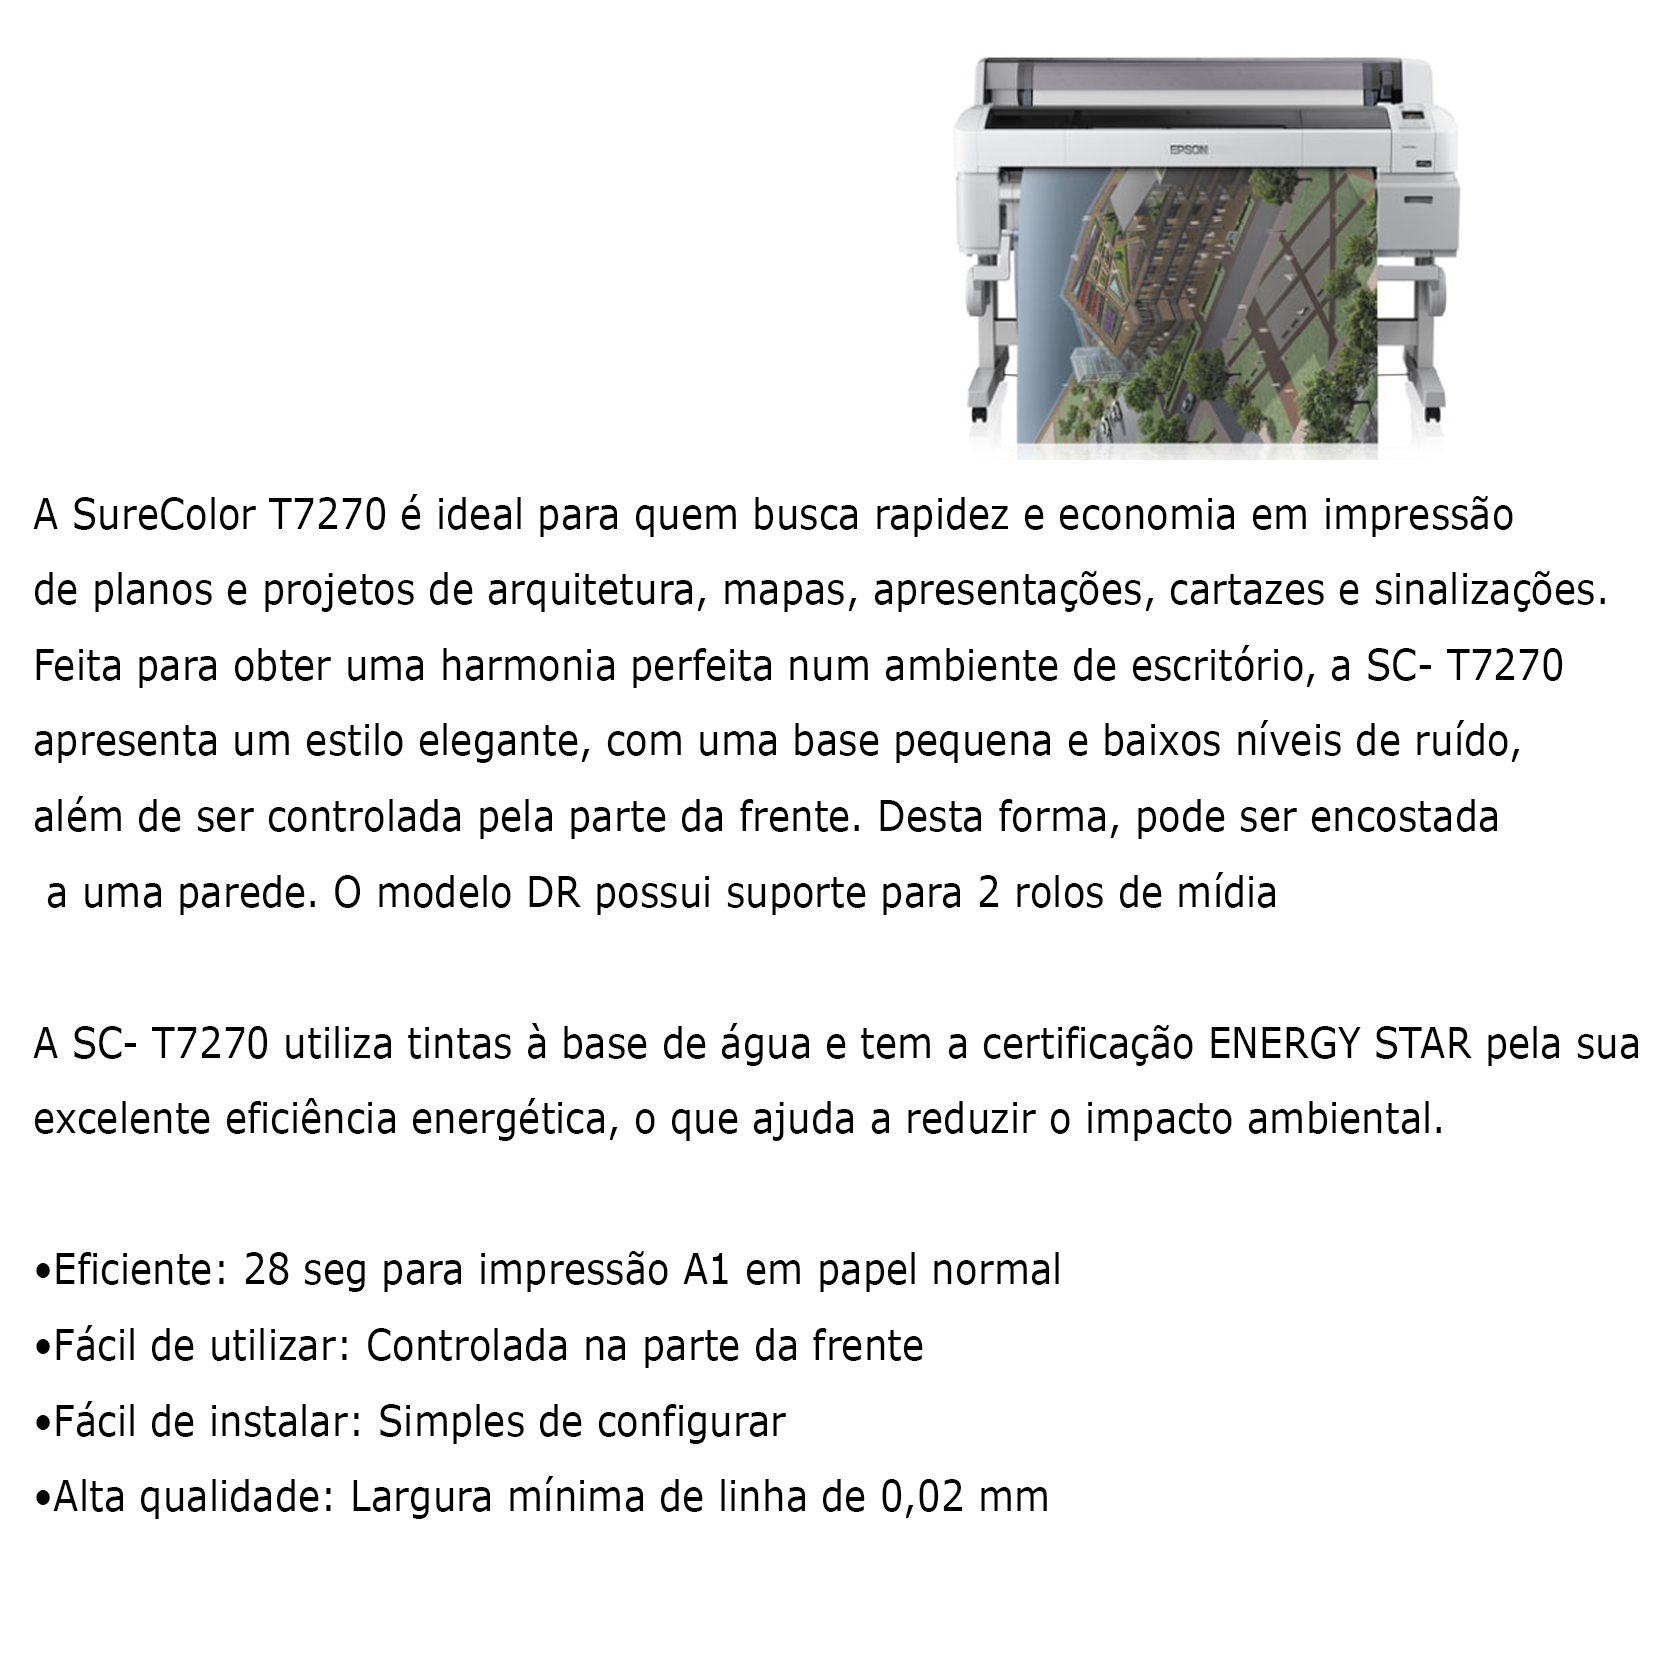 EPSON
A SureColor T7270 é ideal para quem busca rapidez e economia em impressão
de planos e projetos de arquitetura, mapas, apresentações, cartazes e sinalizações.
Feita para obter uma harmonia perfeita num ambiente de escritório, a SC- T7270
apresenta um estilo elegante, com uma base pequena e baixos níveis de ruído,
além de ser controlada pela parte da frente. Desta forma, pode ser encostada
a uma parede. O modelo DR possui suporte para 2 rolos de mídia
A SC- T7270 utiliza tintas à base de água e tem a certificação ENERGY STAR pela sua
excelente eficiência energética, o que ajuda a reduzir o impacto ambiental.
•Eficiente: 28 seg para impressão A1 em papel normal
•Fácil de utilizar: Controlada na parte da frente
•Fácil de instalar: Simples de configurar
•Alta qualidade: Largura mínima de linha de 0,02 mm